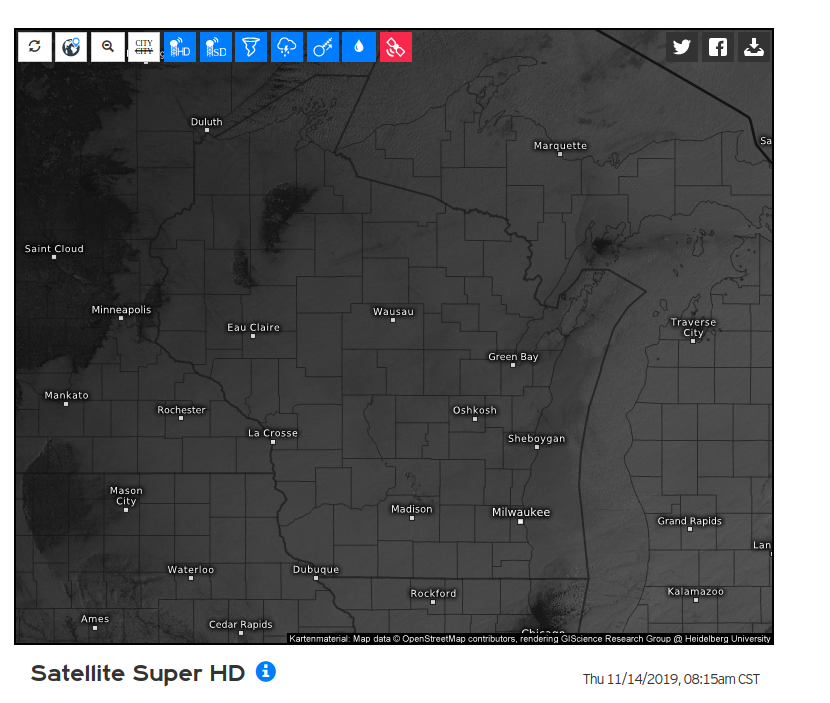 CITY
CITY
HD
SD
Duluth
Marquette
Sa
Saint Cloud
Minneapolis
Eau Claire
Wausau
Traverse
City
Green Bay
Mankato
Rochester
Oshkosh
La Crosse
Sheboygan
Mason
City
Madison
Milwaukee
Grand Rapids
Lan
Waterloo
Dubuque
Rockford
Kalamazoo
Ames
Cedar Rapids
Chicago
Kartenmaterial: Map data © OpenStreetMap contributors, rendering GIScience Research Group @ Heidelberg University
Satellite Super HD
Thu 11/14/2019, 08:15am CST